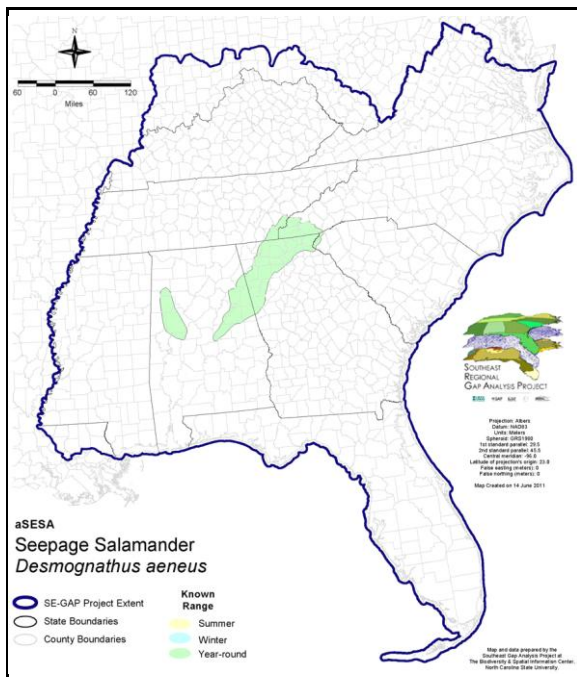 N
60 0 60 120
Miles
SOUTHEAST
REGIONAL
GAP ANALYSIS PROJECT
Projection: Albers
Datum: NAD83
Units: Meters
Spheroid: GRS1980
1st standard parallel: 29.5
2nd standard parallel: 45.5
Central meridian: -96.0
Latitude of projection's origin: 23.0
False easting (meters): 0
False northing (meters): 0
Map Created on 14 June 2011
aSESA
Seepage Salamander
Desmognathus aeneus
SE-GAP Project Extent
State Boundaries
County Boundaries
Known
Range
Summer
Winter
Year-round
Map and data prepared by the
Southeast Gap Analysis Project at
The Biodiversity & Spatial Information Center,
North Carolina State University.